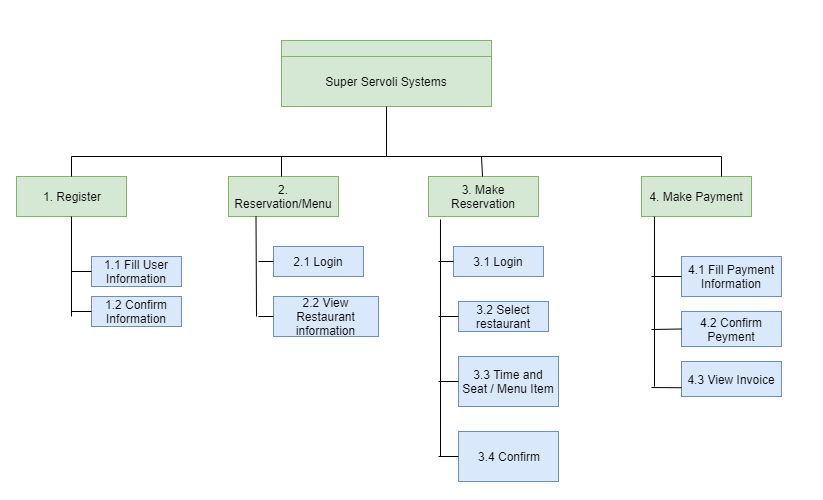 Super Servoli Systems
1. Register
2.
Reservation/Menu
3. Make
Reservation
4. Make Payment
1.1 Fill User
Information
1.2 Confirm
Information
2.1 Login
2.2 View
Restaurant
information
3.1 Login
3.2 Select
restaurant
3.3 Time and
Seat / Menu Item
3.4 Confirm
4.1 Fill Payment
Information
4.2 Confirm
Peyment
4.3 View Invoice